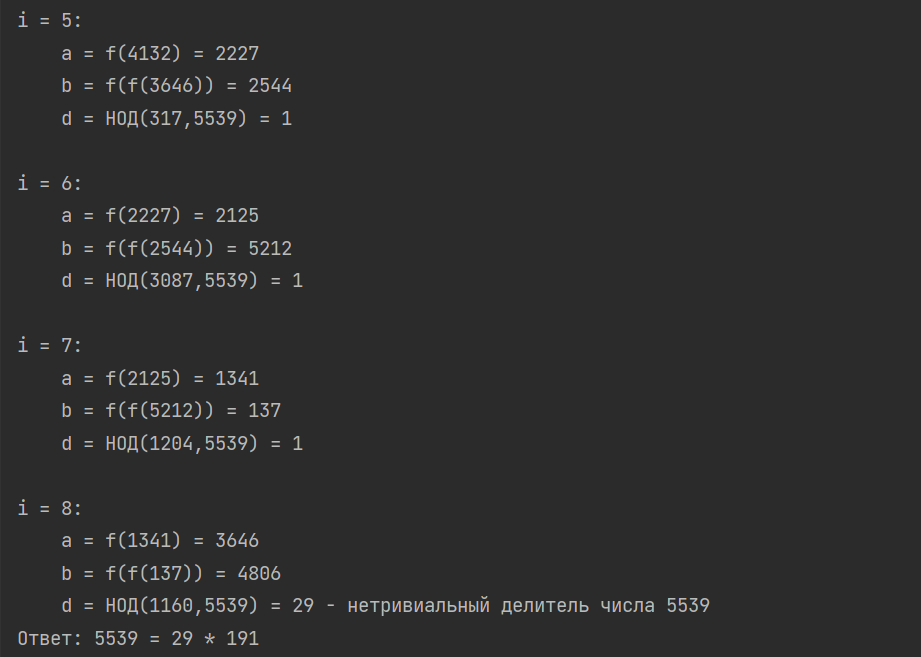 i = 5:
    a = f(4132) = 2227
    b = f(f(3646)) = 2544
    d = НОД(317,5539) = 1

i = 6:
    a = f(2227) = 2125
    b = f(f(2544)) = 5212
    d = НОД(3087,5539) = 1

i = 7:
    a = f(2125) = 1341
    b = f(f(5212)) = 137
    d = НОД(1204,5539) = 1

i = 8:
    a = f(1341) = 3646
    b = f(f(137)) = 4806
    d = НОД(1160,5539) = 29 - нетривиальный делитель числа 5539
Ответ: 5539 = 29 * 191